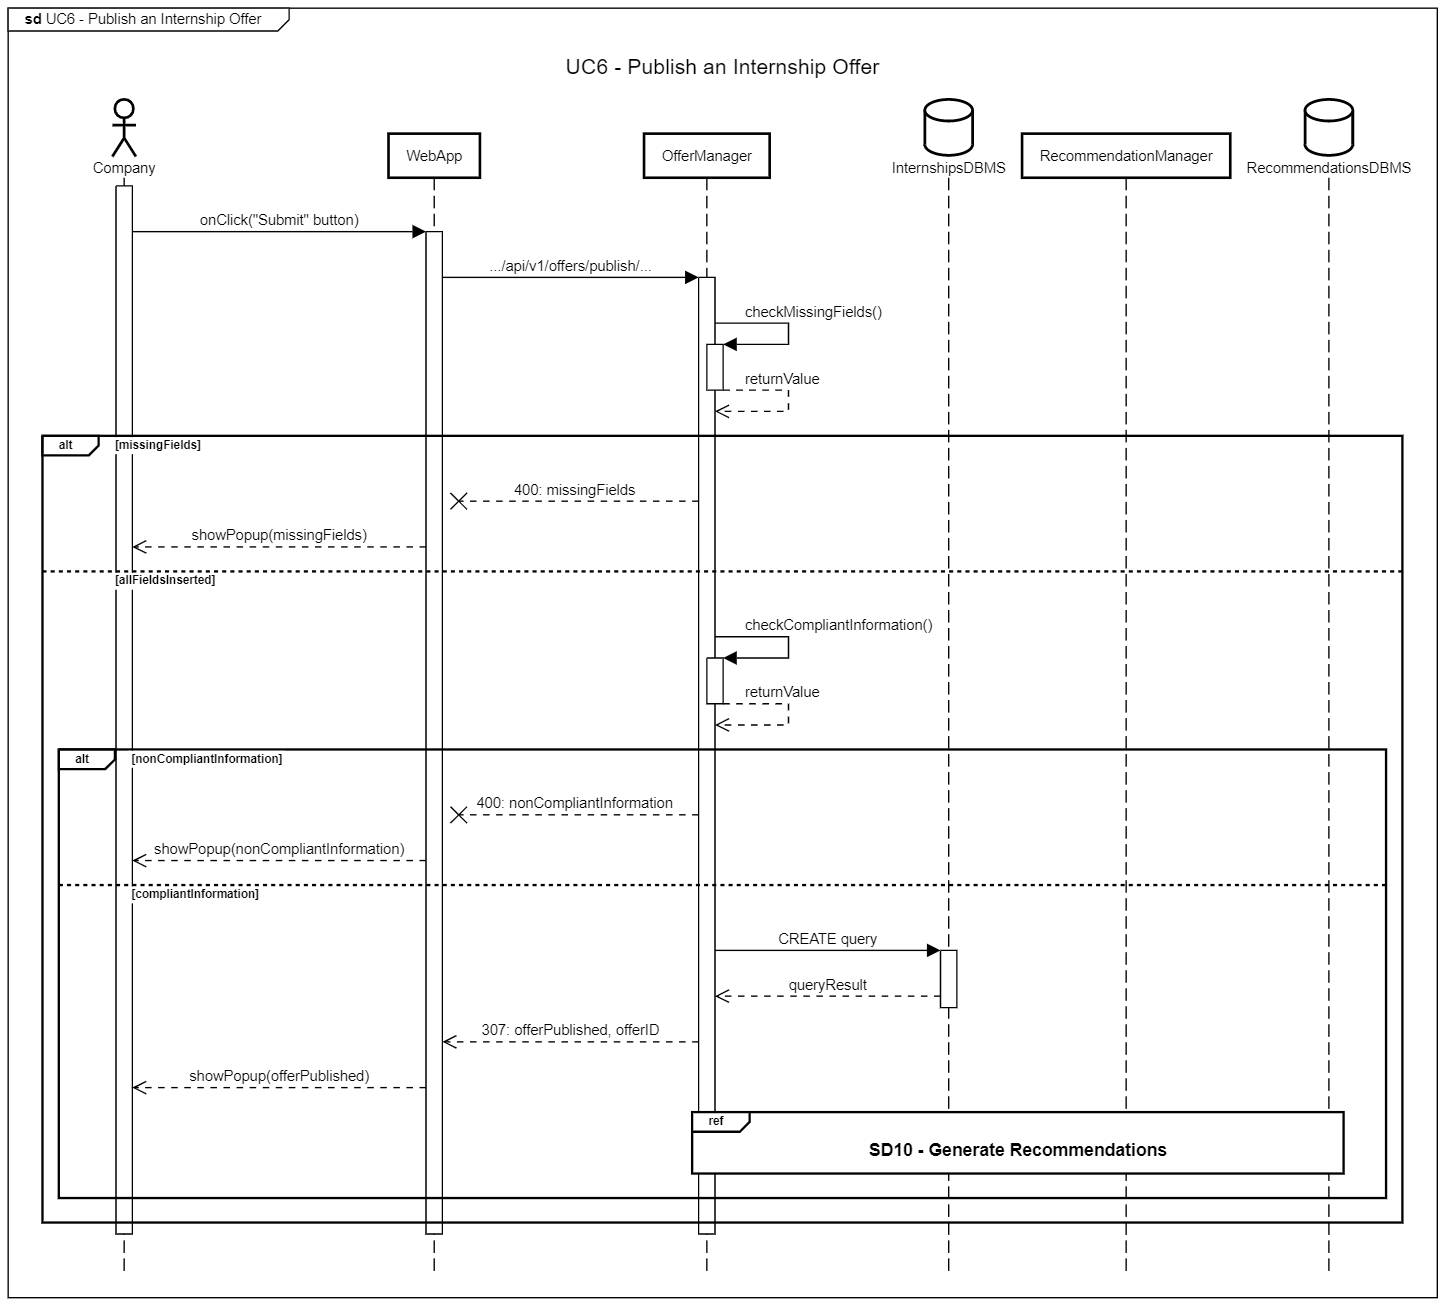 sd UC6 - Publish an Internship Offer
UC6 - Publish an Internship Offer
Company
WebApp
OfferManager
InternshipsDBMS
RecommendationManager
RecommendationsDBMS
onClick("Submit" button)
.../api/v1/offers/publish/...
checkMissingFields()
returnValue
alt [missingFields]
400: missingFields
showPopup(missingFields)
[allFieldsInserted]
checkCompliantInformation()
returnValue
alt [nonCompliantInformation]
400: nonCompliantInformation
showPopup(nonCompliantInformation)
[compliantInformation]
CREATE query
queryResult
307: offerPublished, offerID
showPopup(offerPublished)
ref
SD10 - Generate Recommendations